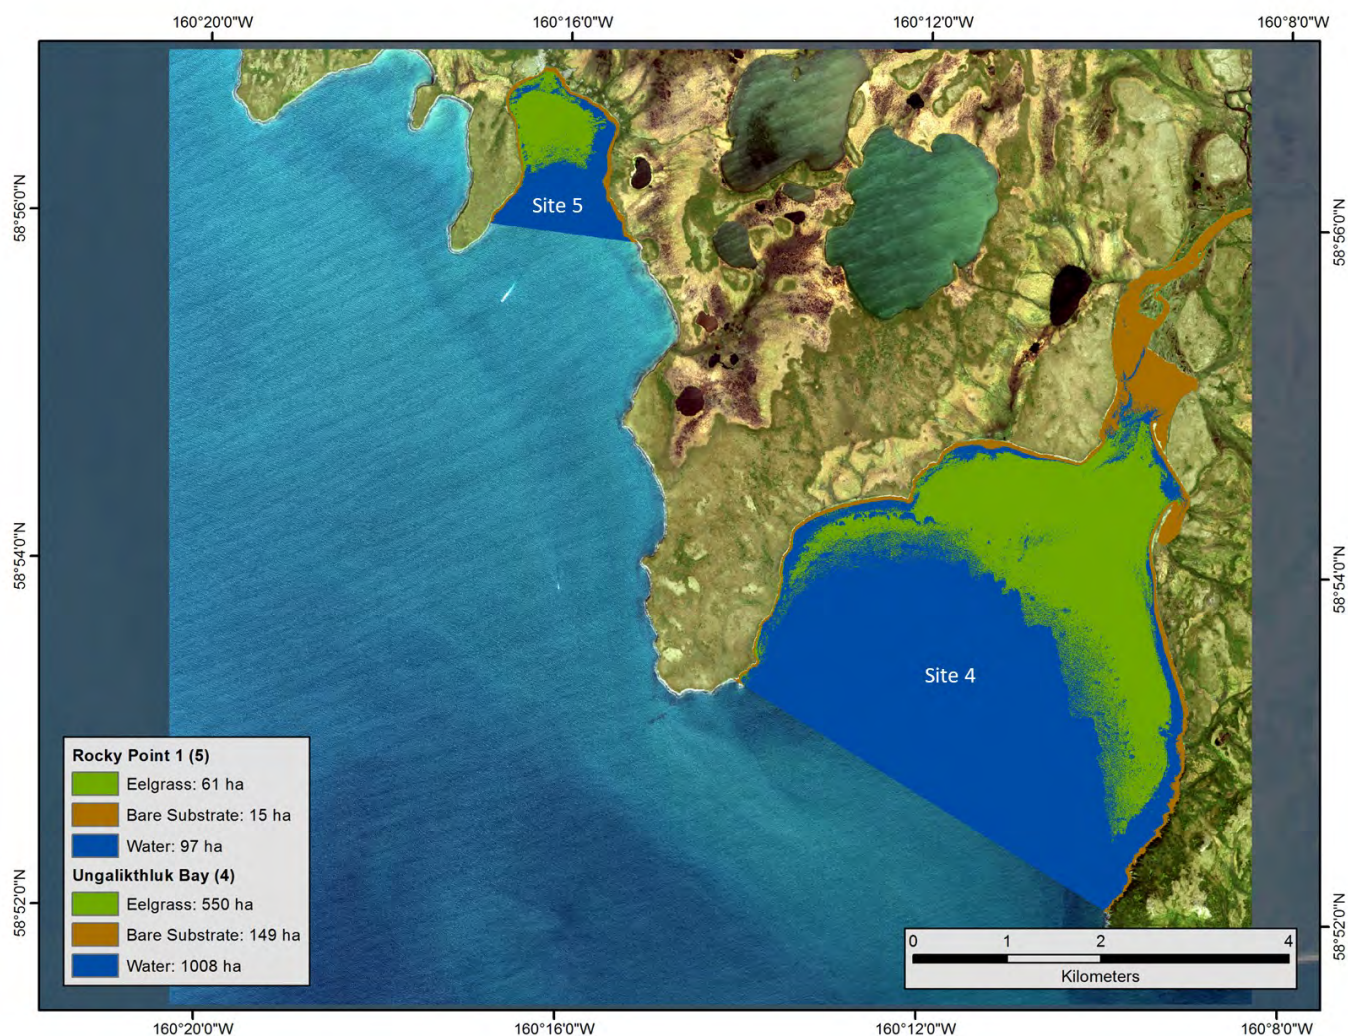 160°20'0"W 160°16'0"W 160°12'0"W 160°8'0"W
58°56'0"N
58°56'0"N
58°54'0"N
58°54'0"N
58°52'0"N
58°52'0"N
Site 5
Site 4
Rocky Point 1 (5)
Eelgrass: 61 ha
Bare Substrate: 15 ha
Water: 97 ha
Ungalikthluk Bay (4)
Eelgrass: 550 ha
Bare Substrate: 149 ha
Water: 1008 ha
0 1 2 4
Kilometers
160°20'0"W 160°16'0"W 160°12'0"W 160°8'0"W